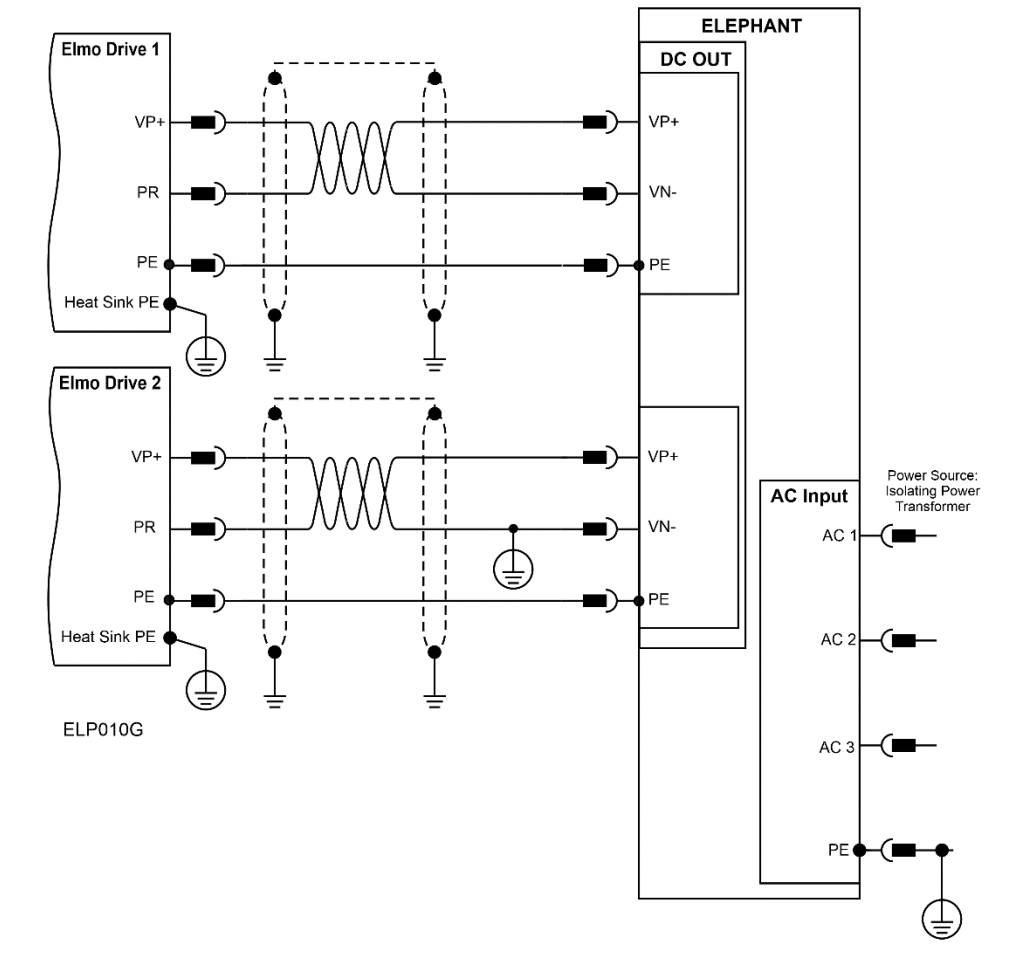 ELEPHANT
DC OUT
Elmo Drive 1
VP+
PR
PE
Heat Sink PE
VP+
VN-
PE
Elmo Drive 2
VP+
PR
PE
Heat Sink PE
VP+
VN-
PE
ELP010G
AC Input
AC 1
AC 2
AC 3
PE
Power Source:
Isolating Power
Transformer